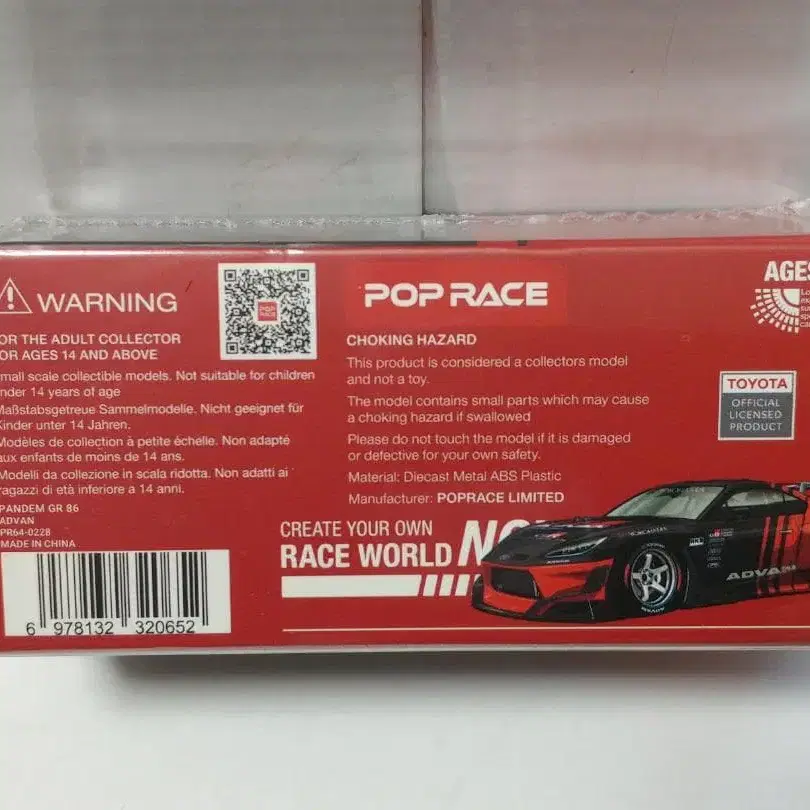 WARNING
OR THE ADULT COLLECTOR
OR AGES 14 AND ABOVE
mall scale collectible models. Not suitable for children
nder 14 years of age
Maßstabsgetreue Sammelmodelle. Nicht geeignet für
Kinder unter 14 Jahren.
Modèles de collection à petite échelle. Non adapté
aux enfants de moins de 14 ans.
Modelli da collezione in scala ridotta. Non adatti ai
ragazzi di età inferiore a 14 anni.
PANDEM GR 86
ADVAN
PR64-0228
MADE IN CHINA
6 978132 320652
POP RACE
POP RACE
CHOKING HAZARD
This product is considered a collectors model
and not a toy.
The model contains small parts which may cause
a choking hazard if swallowed
Please do not touch the model if it is damaged
or defective for your own safety.
Material: Diecast Metal ABS Plastic
Manufacturer: POPRACE LIMITED
CREATE YOUR OWN
RACE WORLD
AGES
TOYOTA
OFFICIAL
LICENSED
PRODUCT
ADVAN